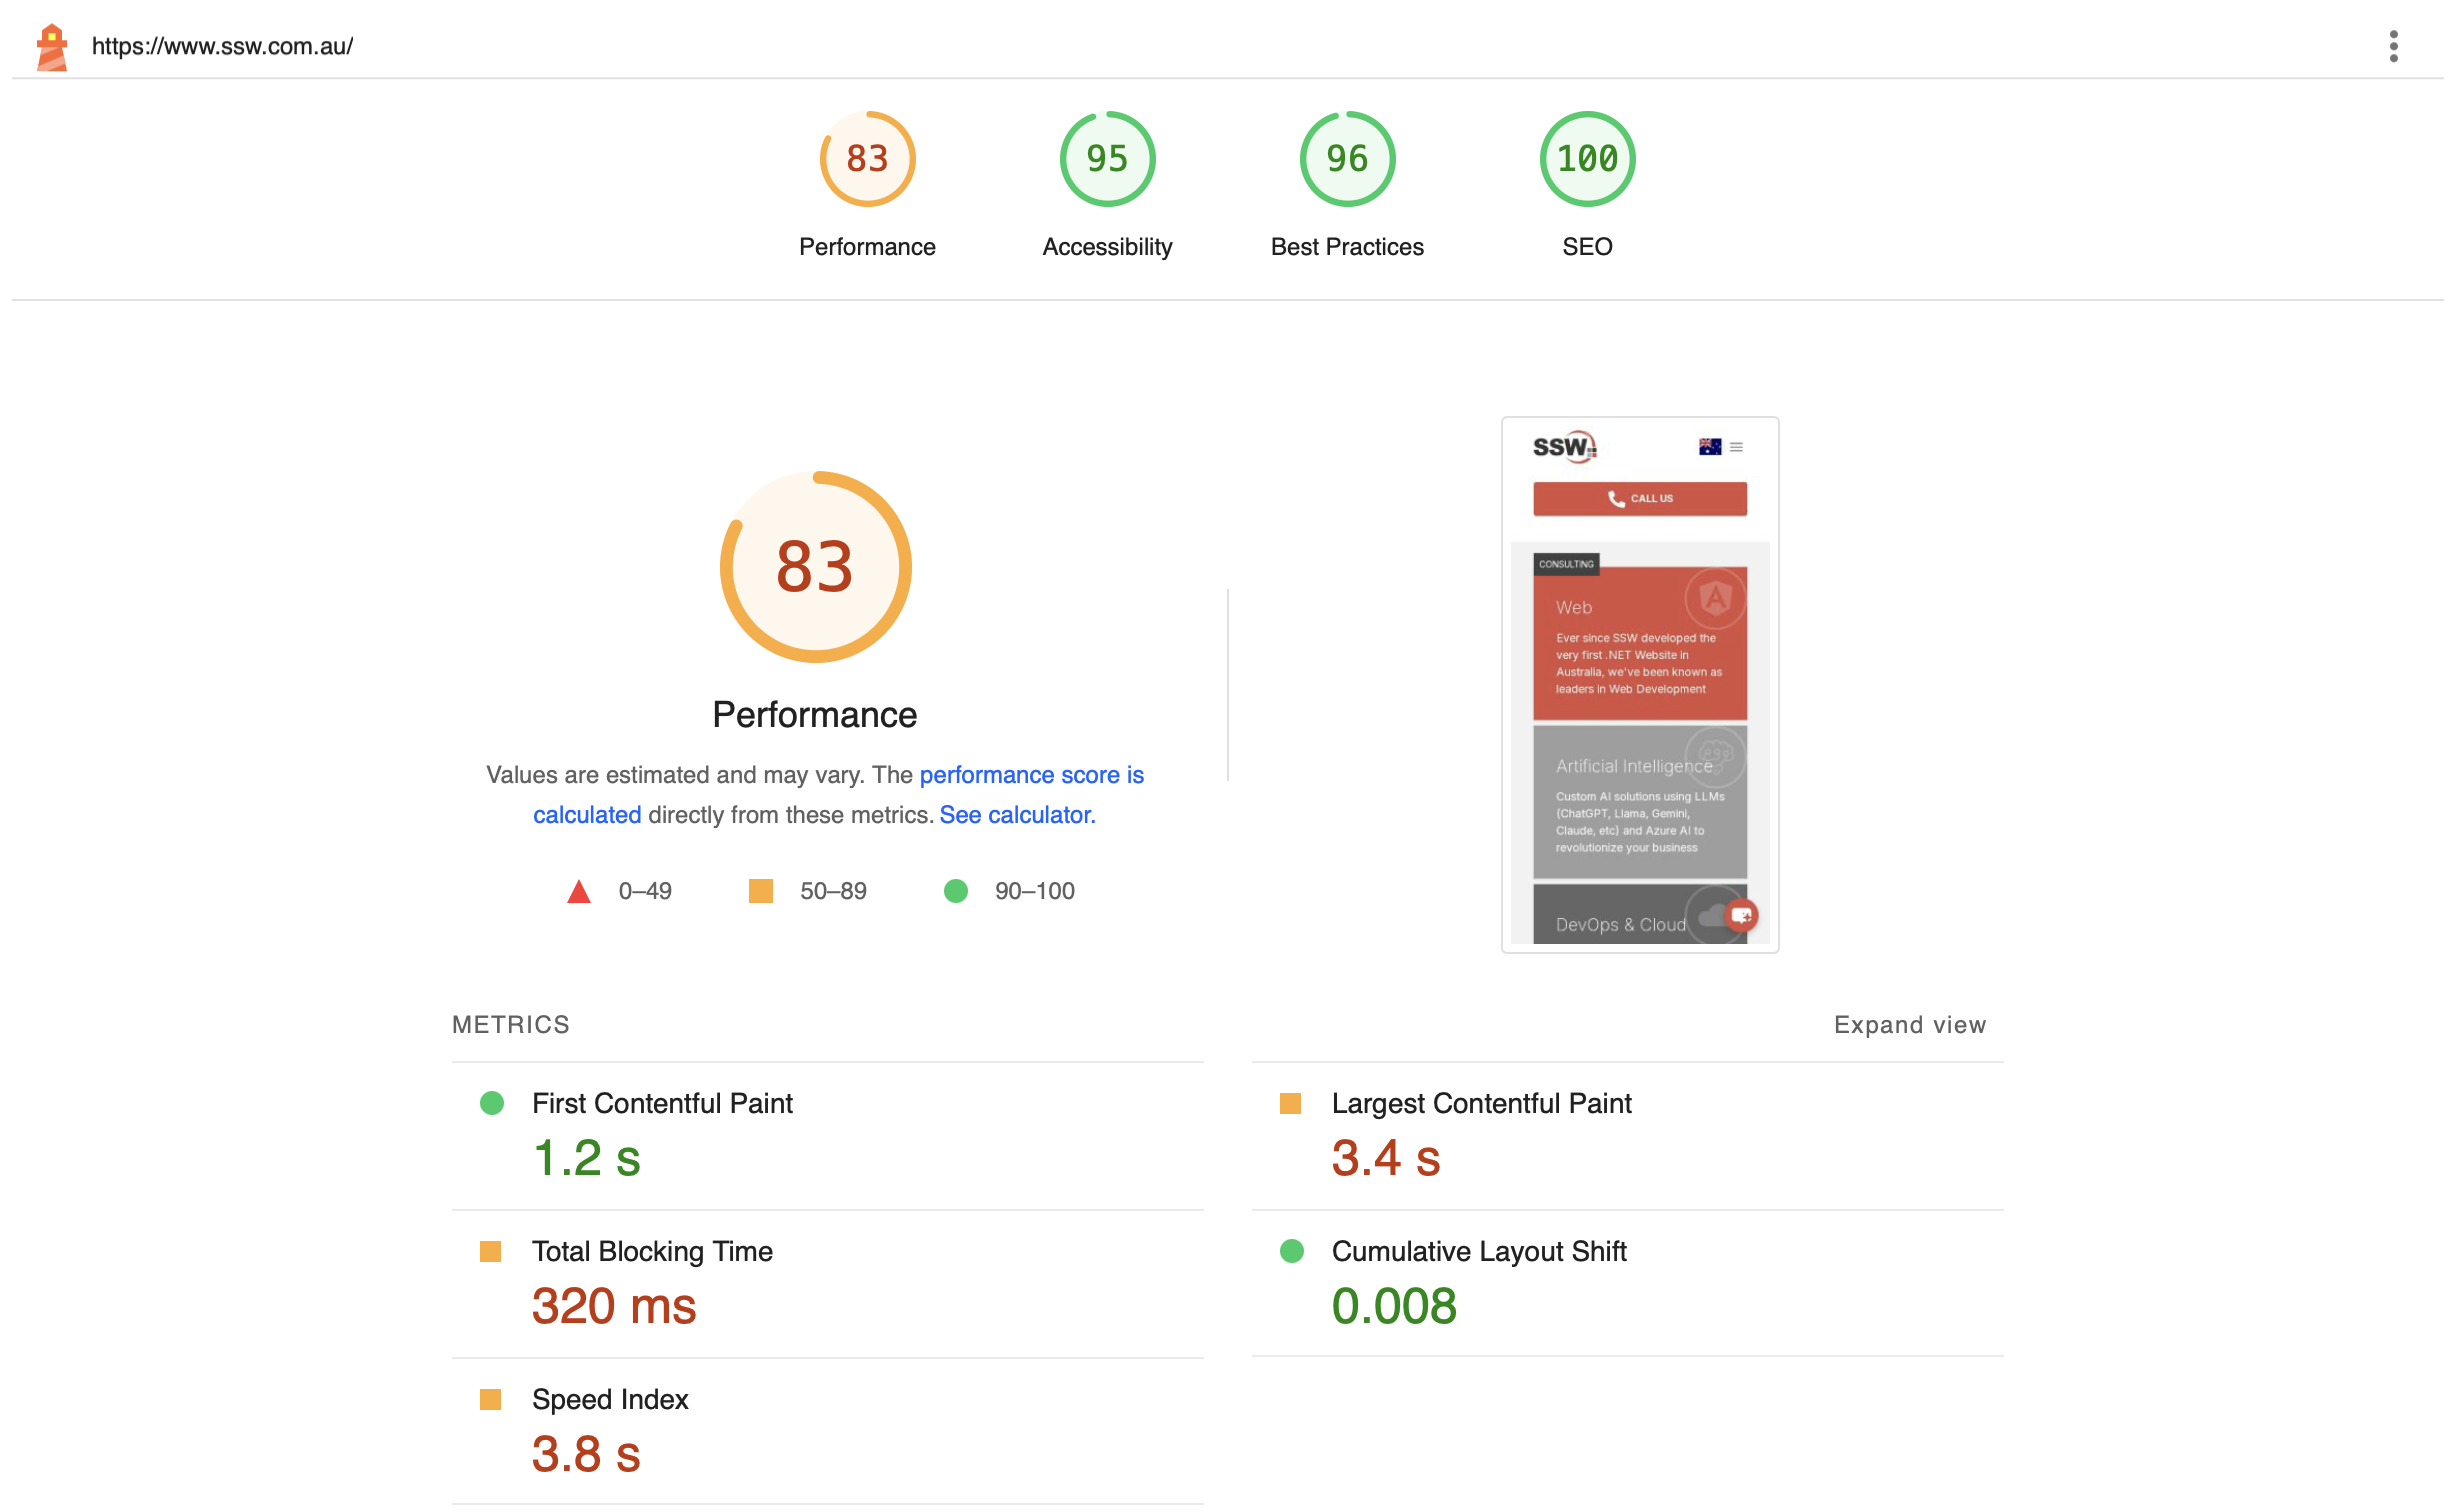 https://www.ssw.com.au/
83
95
96
100
Performance
Accessibility
Best Practices
SEO
83
Performance
Values are estimated and may vary. The performance score is
calculated directly from these metrics. See calculator.
0–49
50–89
90–100
SSW
CALL US
CONSULTING
Web
Ever since SSW developed the
very first .NET Website in
Australia, we've been known as
leaders in Web Development
Artificial Intelligence
Custom AI solutions using LLMs
(ChatGPT, Llama, Gemini,
Claude, etc) and Azure AI to
revolutionize your business
DevOps & Cloud
METRICS
Expand view
First Contentful Paint
1.2 s
Largest Contentful Paint
3.4 s
Total Blocking Time
320 ms
Cumulative Layout Shift
0.008
Speed Index
3.8 s